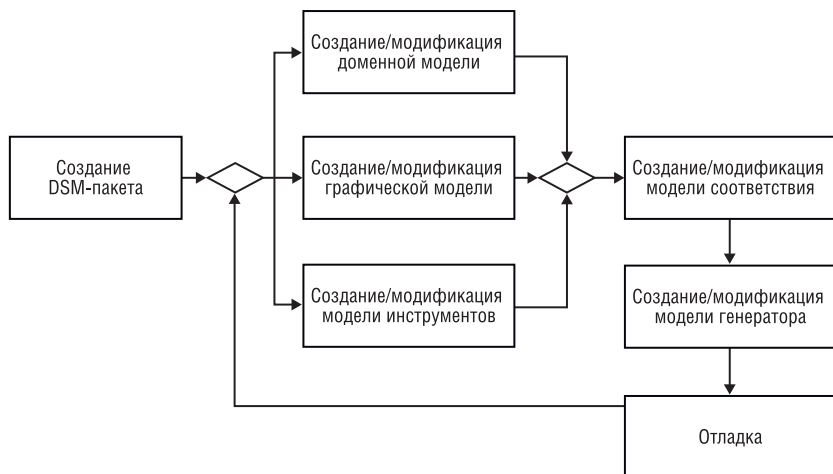 Создание/модификация
доменной модели
Создание
DSM-пакета
Создание/модификация
графической модели
Создание/модификация
модели соответствия
Создание/модификация
модели инструментов
Создание/модификация
модели генератора
Отладка